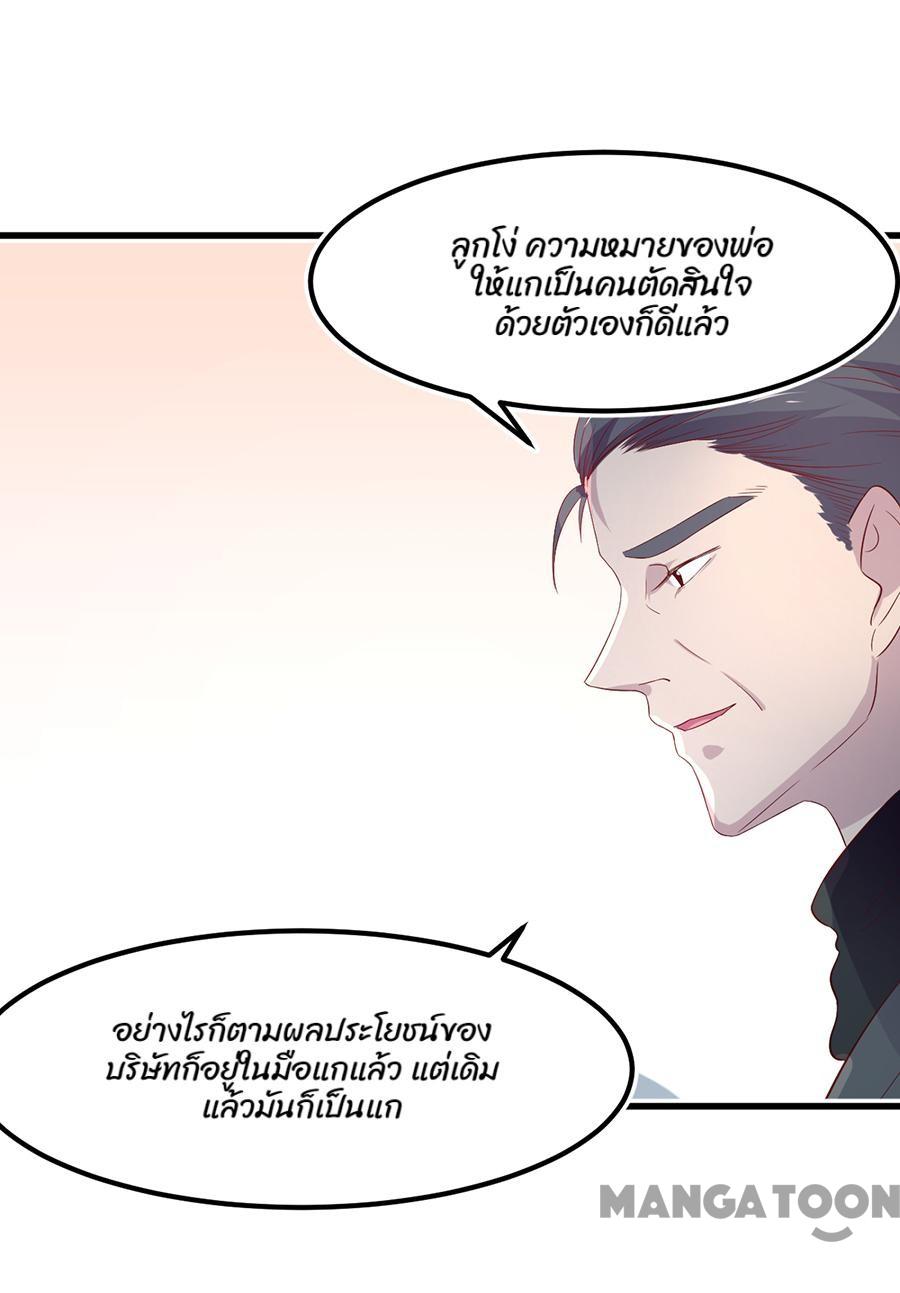 ลูกโง่ ความหมายของพ่อ
ให้แกเป็นคนตัดสินใจ
ด้วยตัวเองก็ดีแล้ว
อย่างไรก็ตามผลประโยชน์ของ
บริษัทก็อยู่ในมือแกแล้ว แต่เดิม
แล้วมันก็เป็นแก
MANGA TOON